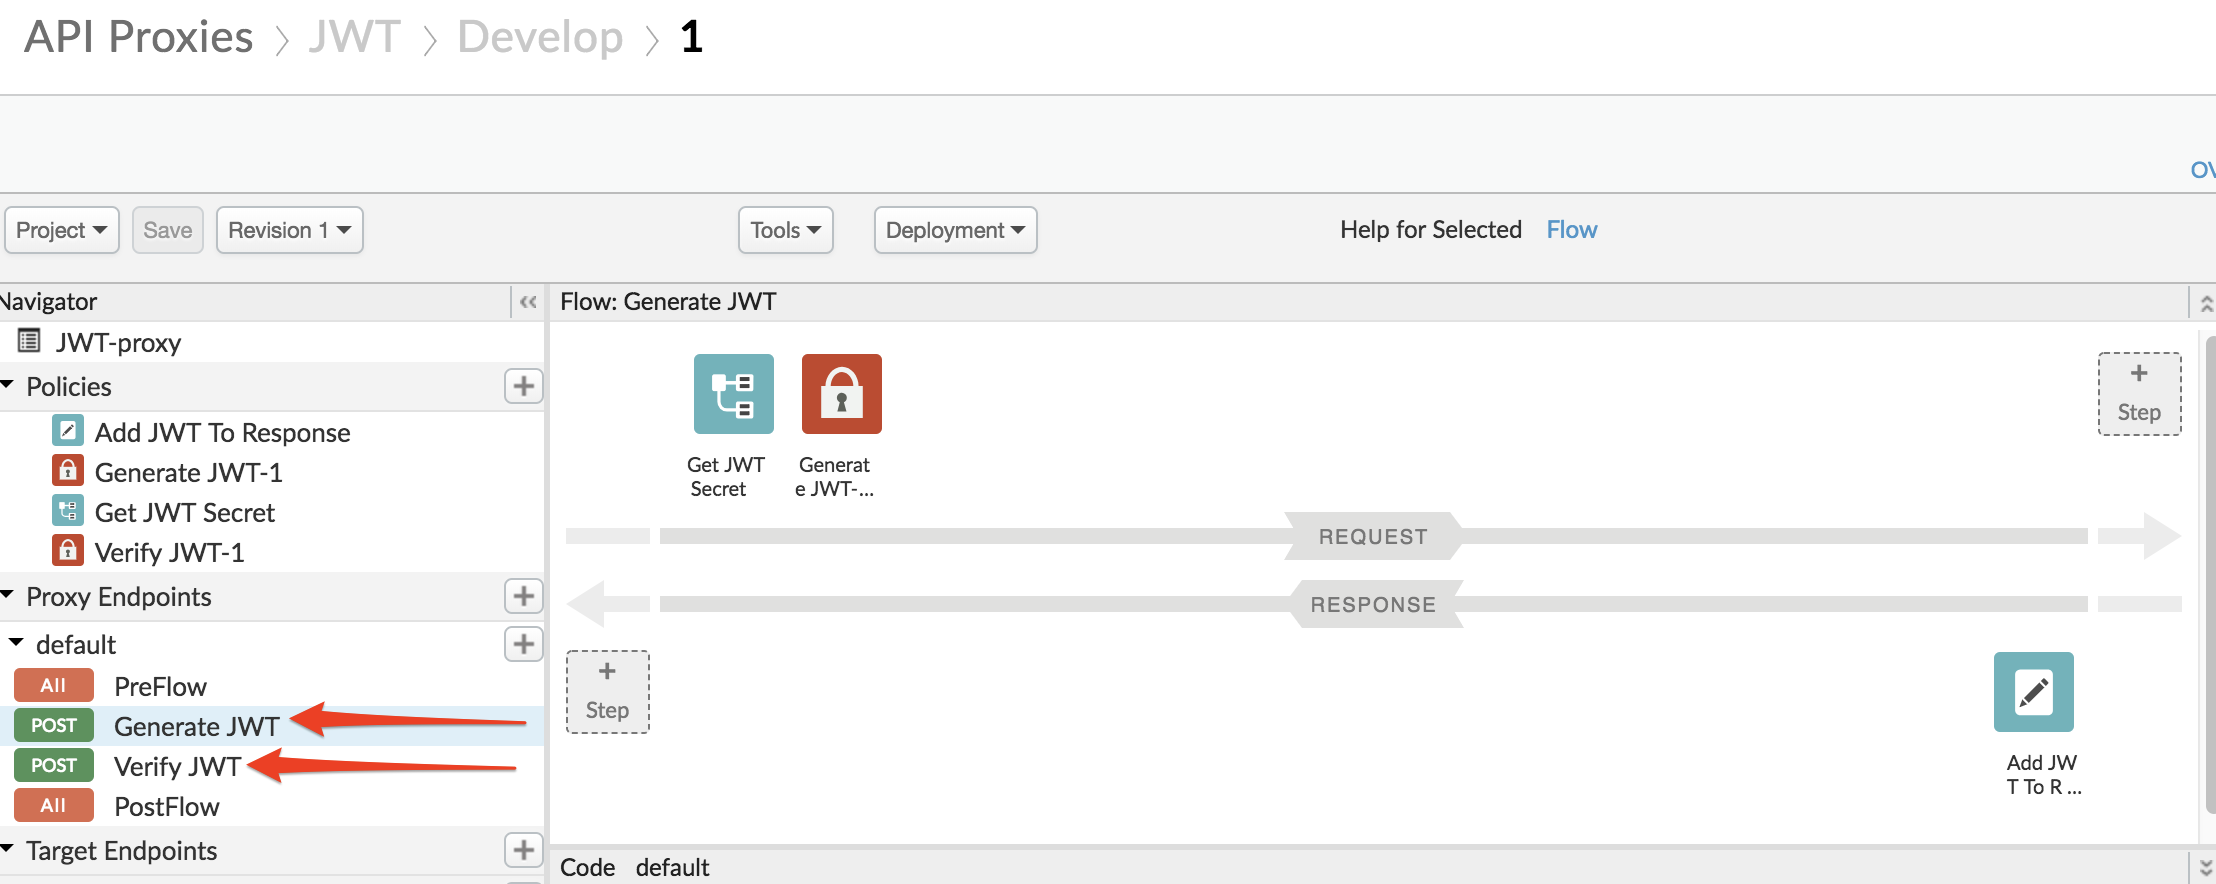 API Proxies > JWT > Develop > 1
Project Save Revision 1 Tools Deployment Help for Selected Flow
Navigator
JWT-proxy
Policies
Add JWT To Response
Generate JWT-1
Get JWT Secret
Verify JWT-1
Proxy Endpoints
default
All PreFlow
POST Generate JWT
POST Verify JWT
All PostFlow
Target Endpoints
Flow: Generate JWT
Get JWT
Secret
Generat
e JWT-...
+
Step
REQUEST
RESPONSE
+
Step
Add JW
T To R ...
Code default